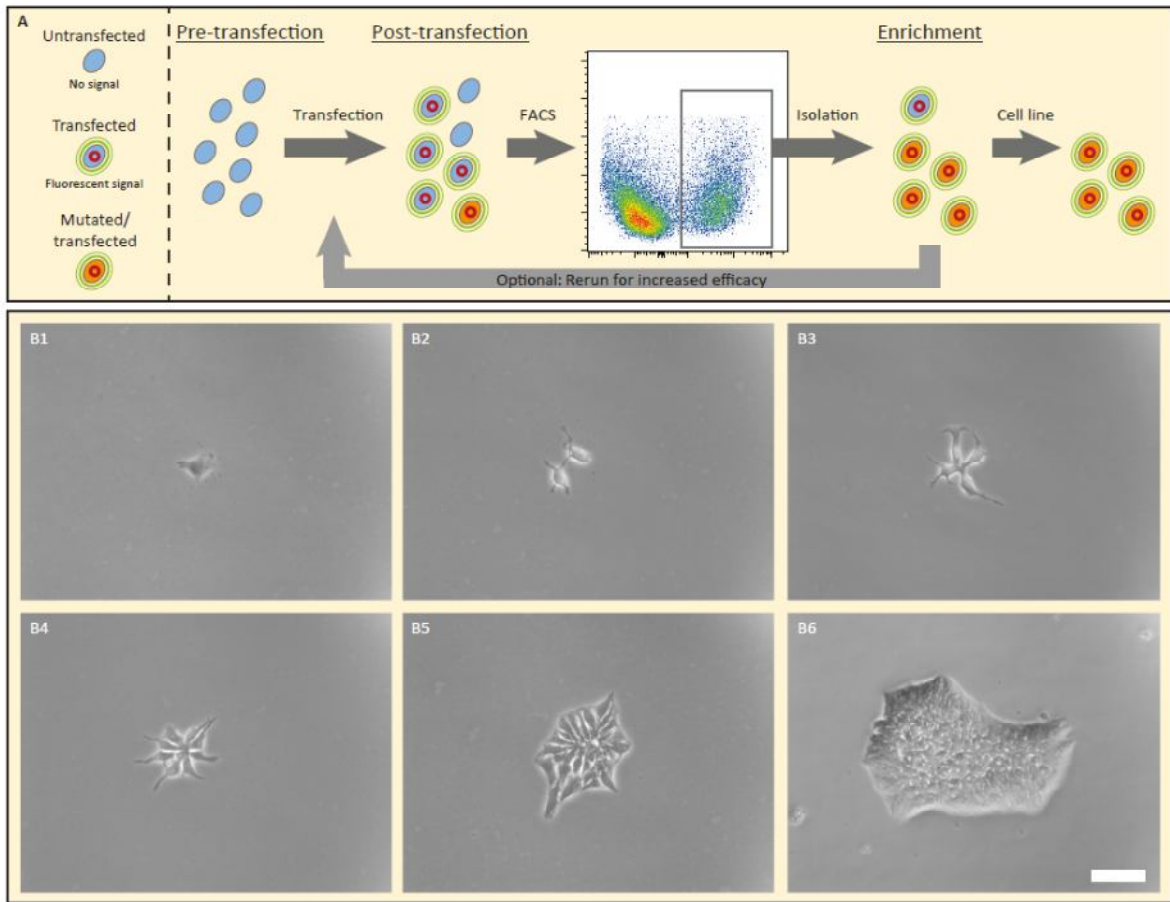 A
Untransfected
No signal
Transfected
Fluorescent signal
Mutated/
transfected
Pre-transfection
Transfection
Post-transfection
FACS
Isolation
Enrichment
Cell line
Optional: Rerun for increased efficacy
B1
B2
B3
B4
B5
B6